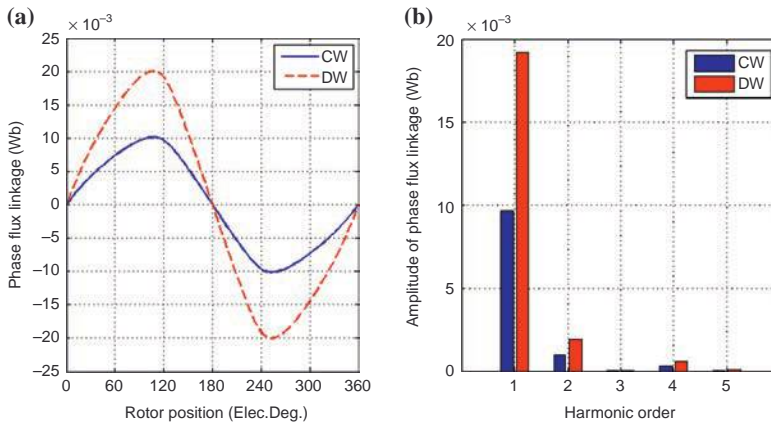 (a)
× 10⁻³
25
20
15
10
5
0
−5
−10
−15
−20
−25
Phase flux linkage (Wb)
CW
DW
0 60 120 180 240 300 360
Rotor position (Elec.Deg.)
(b)
× 10⁻³
20
10
5
0
Amplitude of phase flux linkage (Wb)
CW
DW
1 2 3 4 5
Harmonic order